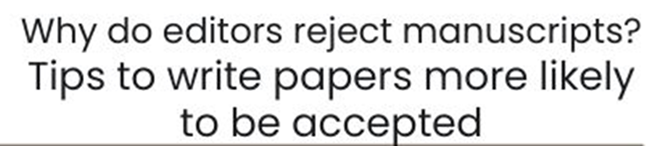 Why do editors reject manuscripts?
Tips to write papers more likely
to be accepted